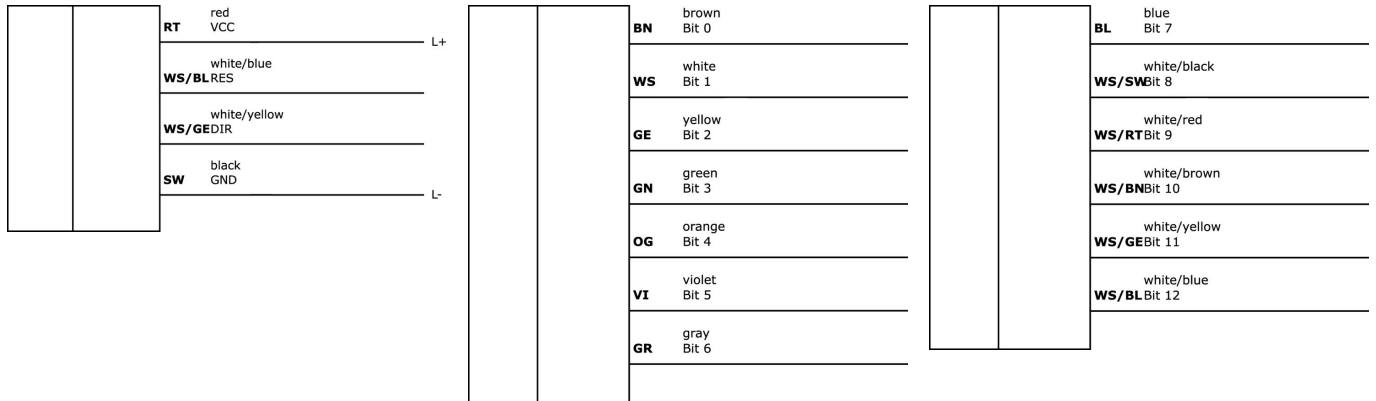 red
RT VCC
L+
white/blue
WS/BL RES
white/yellow
WS/GE DIR
black
SW GND
L-
brown
BN Bit 0
white
WS Bit 1
yellow
GE Bit 2
green
GN Bit 3
orange
OG Bit 4
violet
VI Bit 5
gray
GR Bit 6
blue
BL Bit 7
white/black
WS/SW Bit 8
white/red
WS/RT Bit 9
white/brown
WS/BN Bit 10
white/yellow
WS/GE Bit 11
white/blue
WS/BL Bit 12